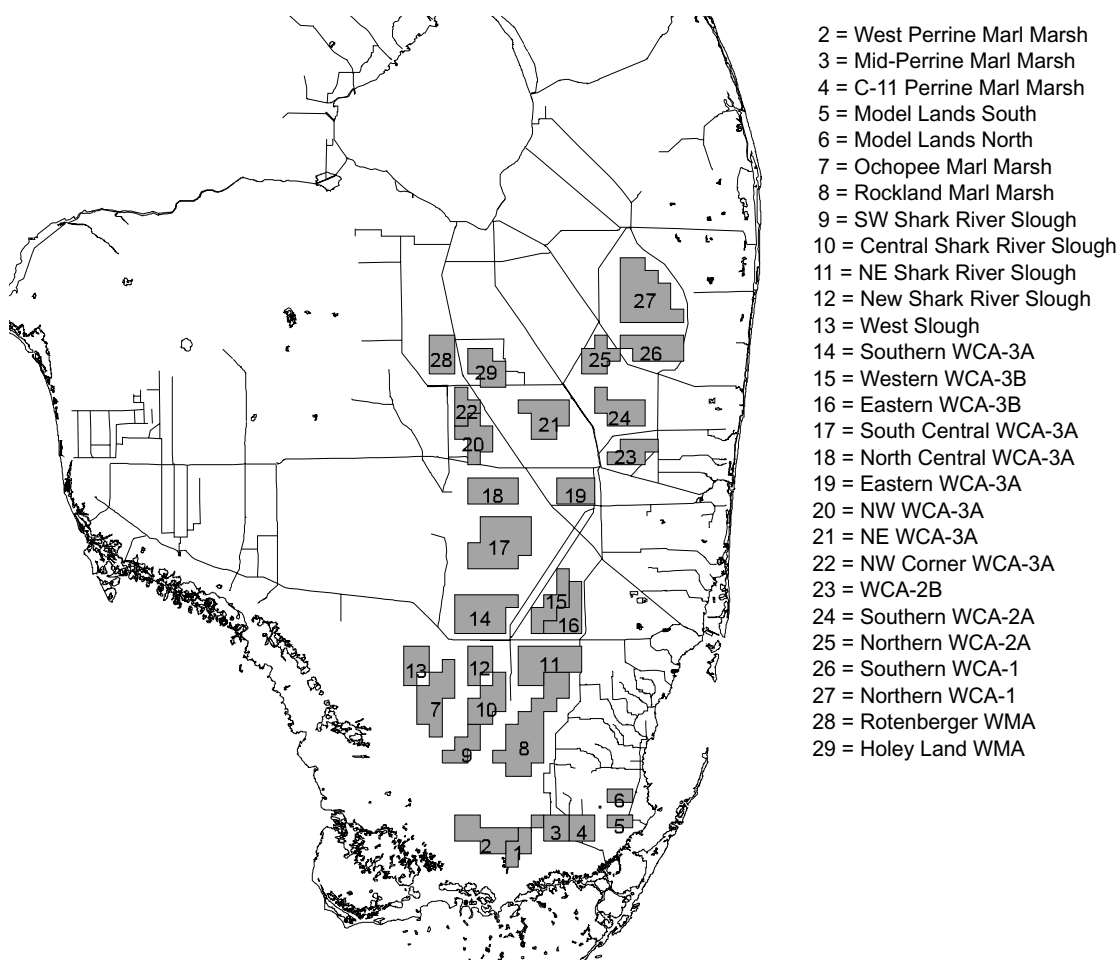 2 = West Perrine Marl Marsh
3 = Mid-Perrine Marl Marsh
4 = C-11 Perrine Marl Marsh
5 = Model Lands South
6 = Model Lands North
7 = Ochopee Marl Marsh
8 = Rockland Marl Marsh
9 = SW Shark River Slough
10 = Central Shark River Slough
11 = NE Shark River Slough
12 = New Shark River Slough
13 = West Slough
14 = Southern WCA-3A
15 = Western WCA-3B
16 = Eastern WCA-3B
17 = South Central WCA-3A
18 = North Central WCA-3A
19 = Eastern WCA-3A
20 = NW WCA-3A
21 = NE WCA-3A
22 = NW Corner WCA-3A
23 = WCA-2B
24 = Southern WCA-2A
25 = Northern WCA-2A
26 = Southern WCA-1
27 = Northern WCA-1
28 = Rotenberger WMA
29 = Holey Land WMA
27
28
29
25
26
22
21
24
20
23
18
19
17
14
15
16
13
12
11
7
10
9
8
6
5
2
1
3
4